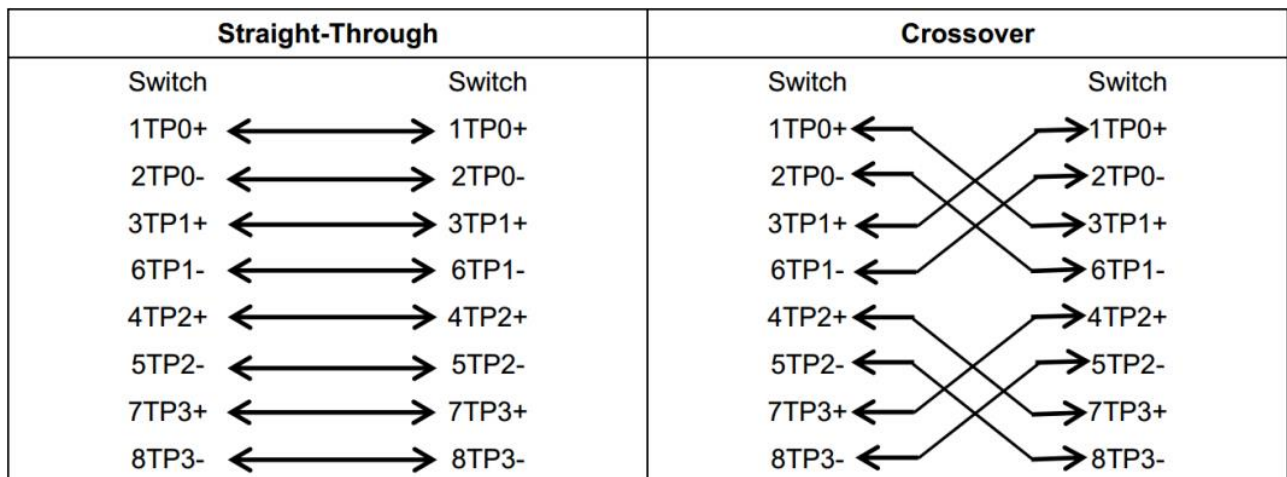 Straight-Through Crossover
Switch Switch Switch Switch
1TP0+ 1TP0+ 1TP0+ 1TP0+
2TP0- 2TP0- 2TP0- 2TP0-
3TP1+ 3TP1+ 3TP1+ 3TP1+
6TP1- 6TP1- 6TP1- 6TP1-
4TP2+ 4TP2+ 4TP2+ 4TP2+
5TP2- 5TP2- 5TP2- 5TP2-
7TP3+ 7TP3+ 7TP3+ 7TP3+
8TP3- 8TP3- 8TP3- 8TP3-